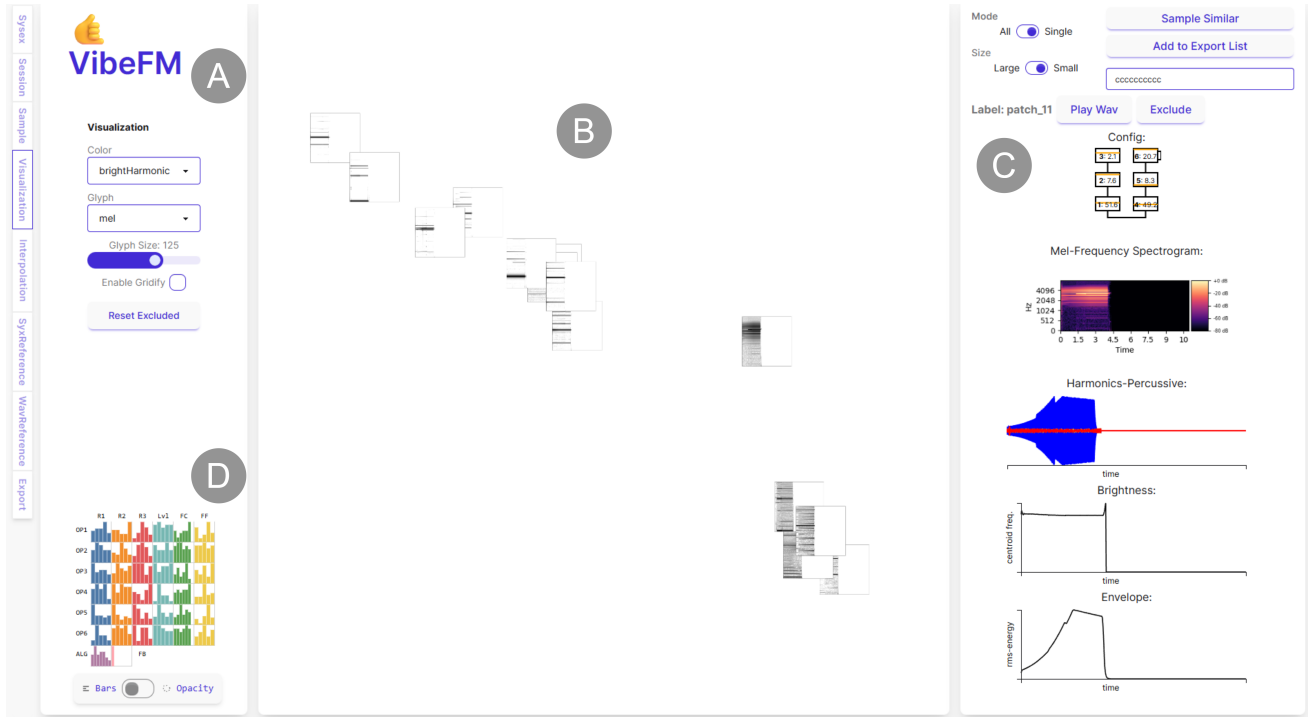 Sysex
Session
Sample
Visualization
Interpolation
SyxReference
WavReference
Export
VibeFM
A
Visualization
Color
brightHarmonic
Glyph
mel
Glyph Size: 125
Enable Gridify
Reset Excluded
D
R1 R2 R3 Lvl FC FF
OP1
OP2
OP3
OP4
OP5
OP6
ALG FB
Bars Opacity
B
Mode
All Single
Size
Large Small
Sample Similar
Add to Export List
cccccccccc
Label: patch_11 Play Wav Exclude
C
Config:
3: 2.1 6: 20.7
2: 7.6 5: 8.3
1: 51.6 4: 49.2
Mel-Frequency Spectrogram:
Hz
4096
2048
1024
512
0
0 1.5 3 4.5 6 7.5 9 10
Time
+0 dB
-20 dB
-40 dB
-60 dB
-80 dB
Harmonics-Percussive:
time
Brightness:
centroid freq.
time
Envelope:
rms-energy
time